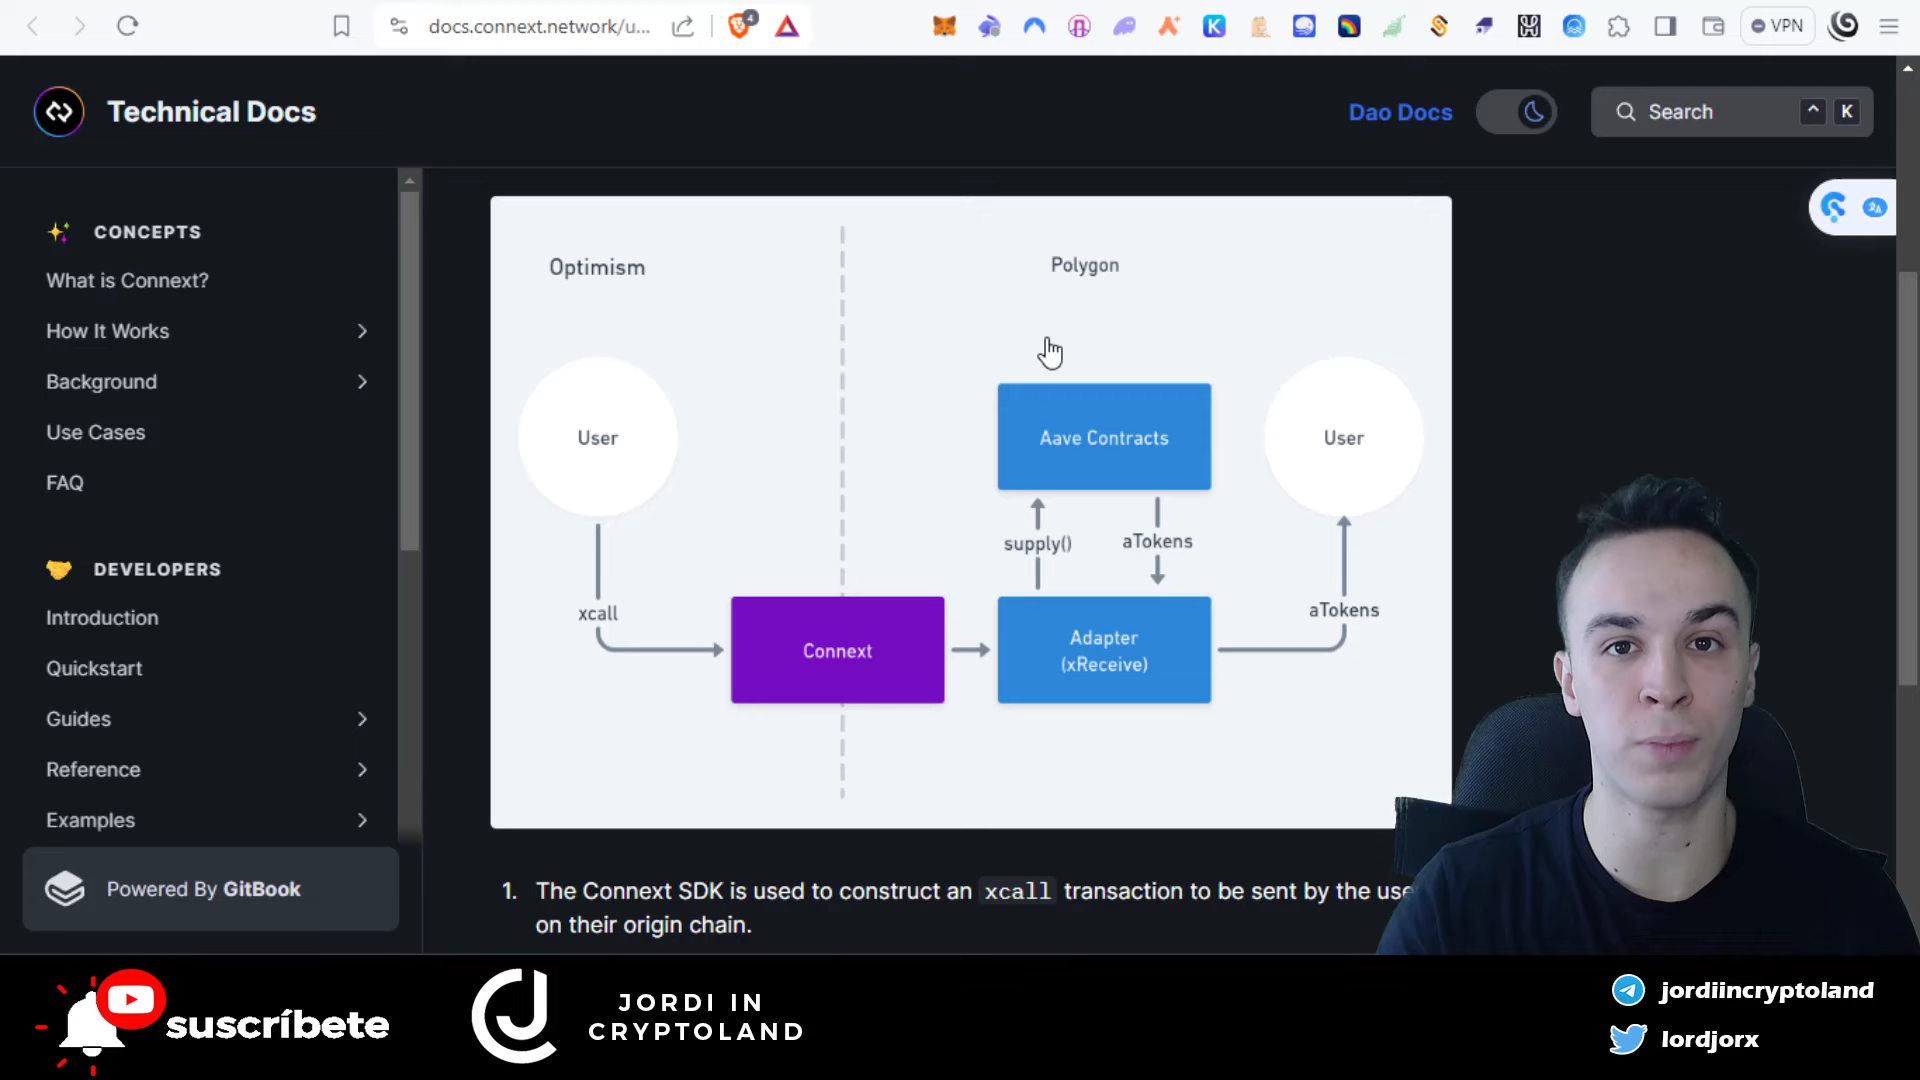 docs.connext.network/u...
4
VPN
Technical Docs
Dao Docs
Search
^ K
CONCEPTS
What is Connext?
How It Works
Background
Use Cases
FAQ
DEVELOPERS
Introduction
Quickstart
Guides
Reference
Examples
Powered By GitBook
Optimism
Polygon
User
Aave Contracts
User
supply()
aTokens
xcall
aTokens
Connext
Adapter
(xReceive)
1. The Connext SDK is used to construct an xcall transaction to be sent by the use
on their origin chain.
suscríbete
JORDI IN
CRYPTOLAND
jordiincryptoland
lordjorx